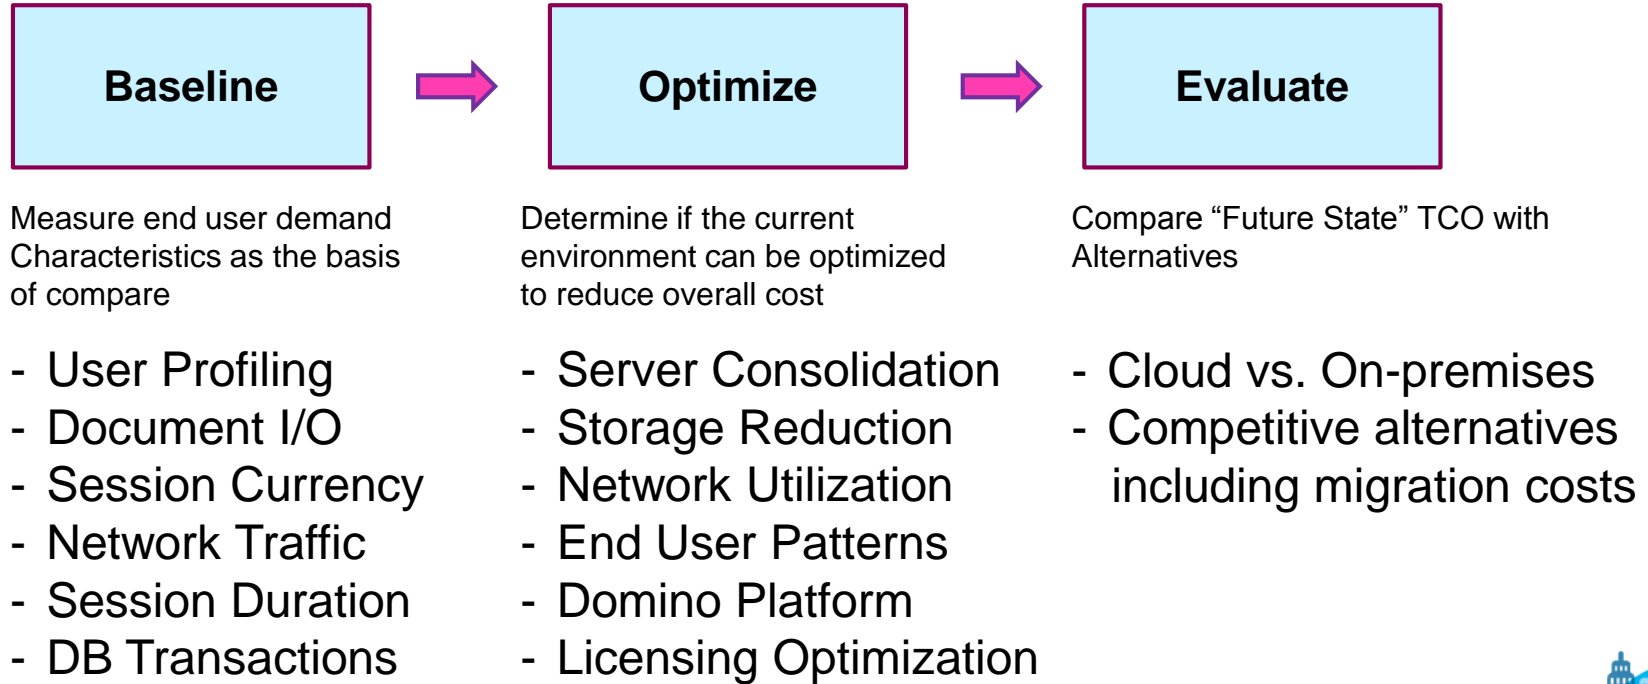 Baseline
Optimize
Evaluate
Measure end user demand
Characteristics as the basis
of compare
Determine if the current
environment can be optimized
to reduce overall cost
Compare “Future State” TCO with
Alternatives
- User Profiling
- Document I/O
- Session Currency
- Network Traffic
- Session Duration
- DB Transactions
- Server Consolidation
- Storage Reduction
- Network Utilization
- End User Patterns
- Domino Platform
- Licensing Optimization
- Cloud vs. On-premises
- Competitive alternatives
including migration costs